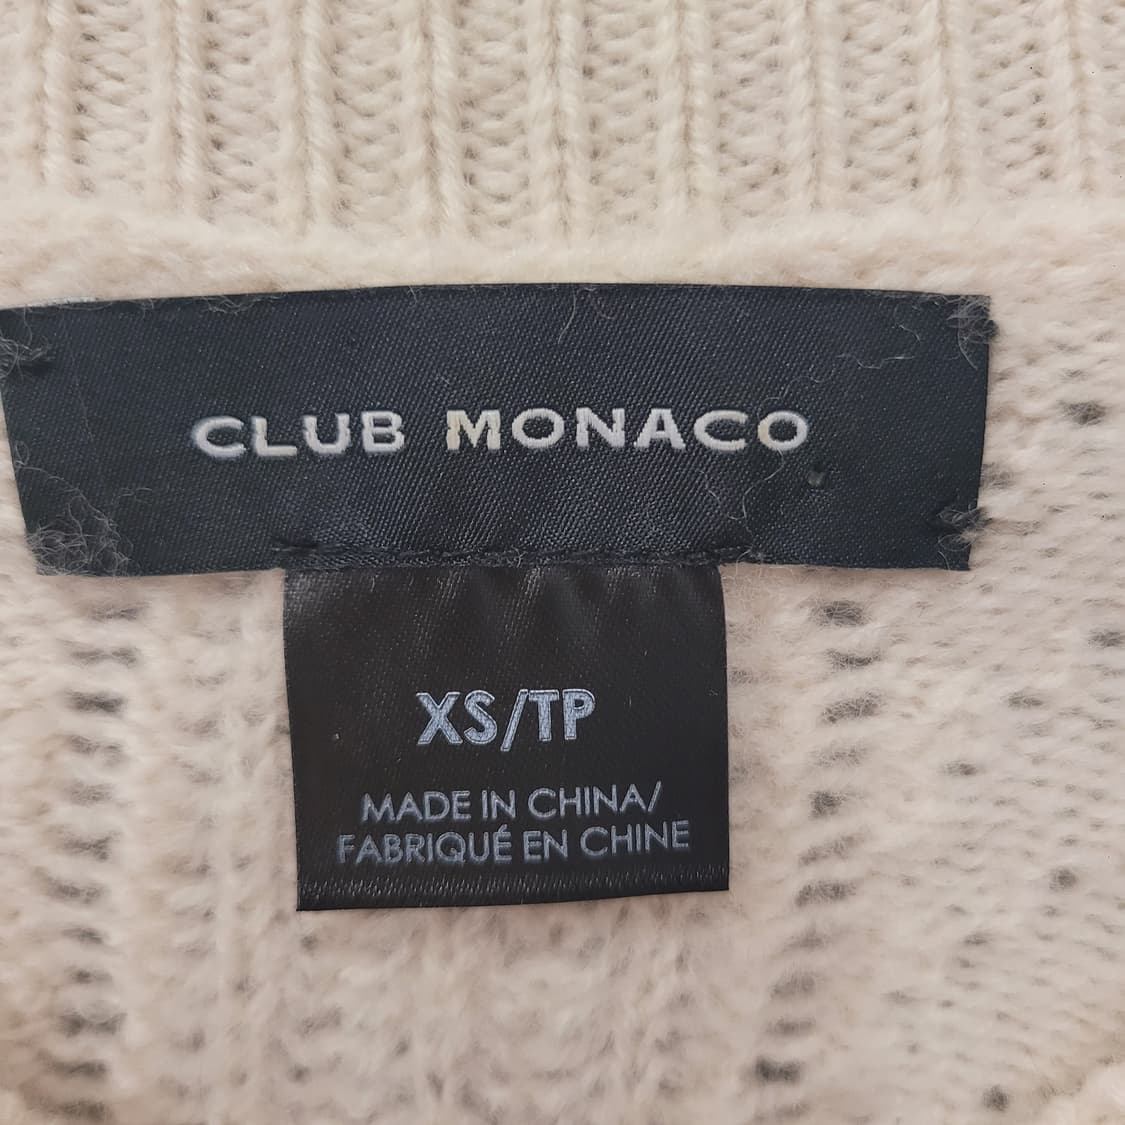 CLUB MONACO
XS/TP
MADE IN CHINA/
FABRIQUÉ EN CHINE